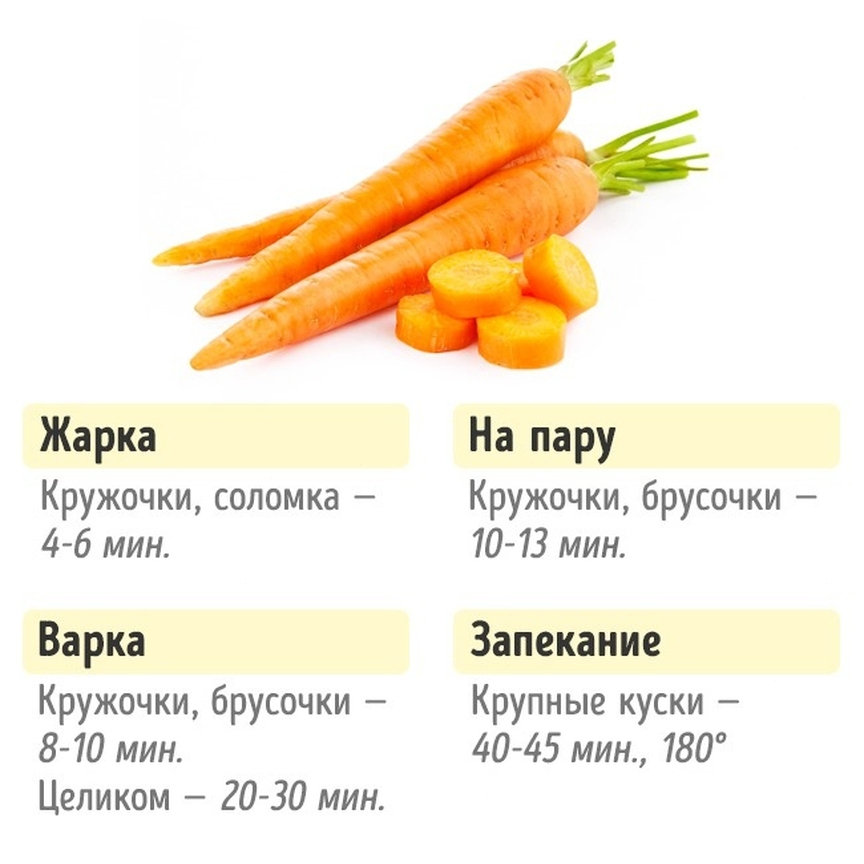 Жарка
Кружочки, соломка –
4-6 мин.
На пару
Кружочки, брусочки –
10-13 мин.
Варка
Кружочки, брусочки –
8-10 мин.
Целиком – 20-30 мин.
Запекание
Крупные куски –
40-45 мин., 180°